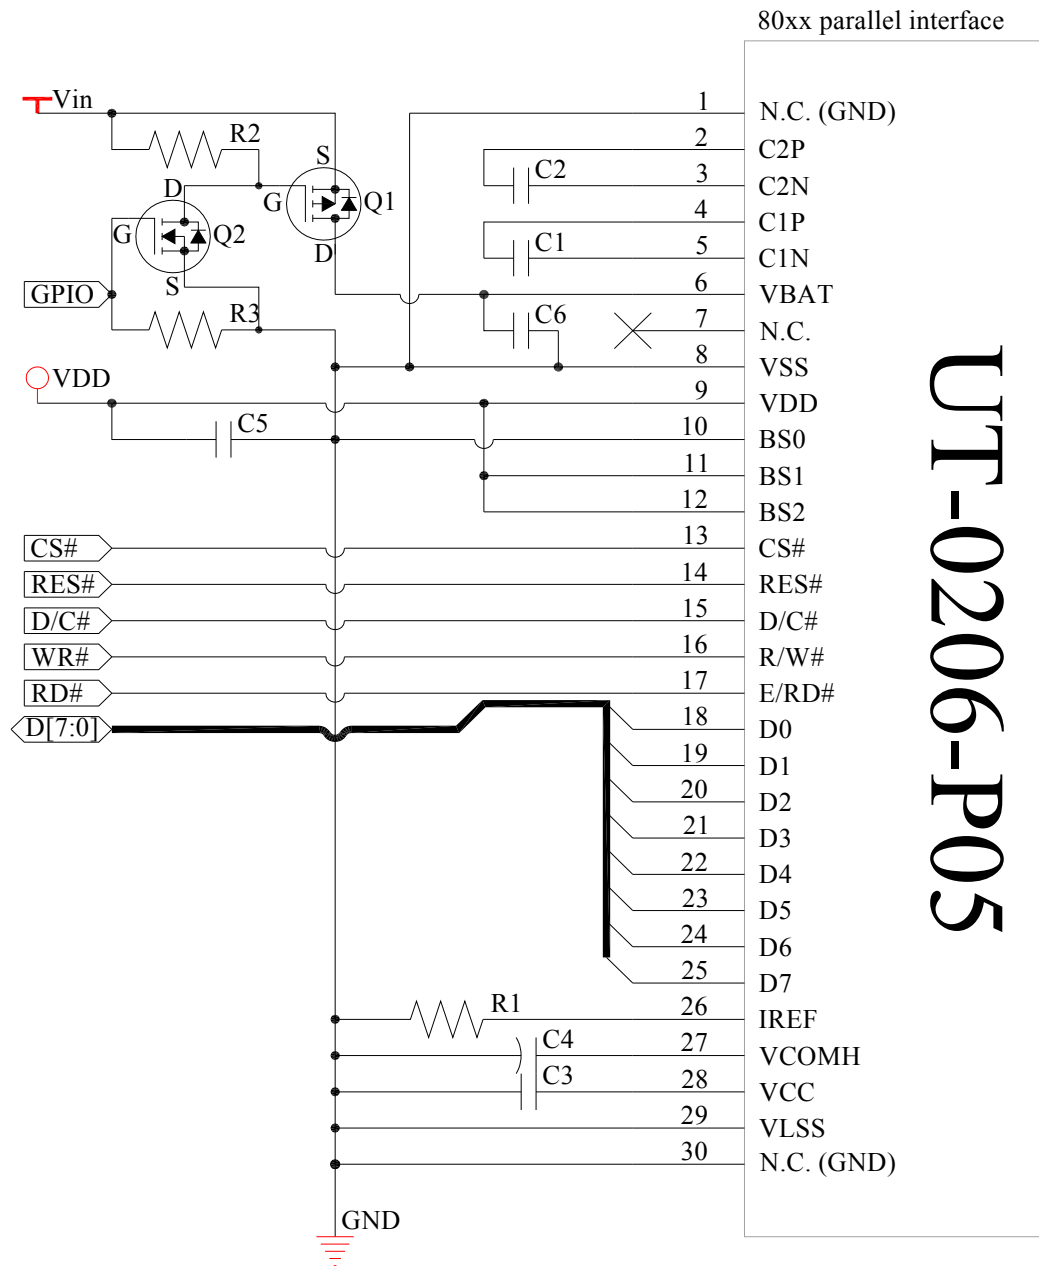 80xx parallel interface
Vin
R2
S
D
G
Q1
G
Q2
D
S
GPIO
R3
VDD
C5
CS#
RES#
D/C#
WR#
RD#
D[7:0]
C2
C1
C6
R1
C4
C3
GND
1 N.C. (GND)
2 C2P
3 C2N
4 C1P
5 C1N
6 VBAT
7 N.C.
8 VSS
9 VDD
10 BS0
11 BS1
12 BS2
13 CS#
14 RES#
15 D/C#
16 R/W#
17 E/RD#
18 D0
19 D1
20 D2
21 D3
22 D4
23 D5
24 D6
25 D7
26 IREF
27 VCOMH
28 VCC
29 VLSS
30 N.C. (GND)
UT-0206-P05